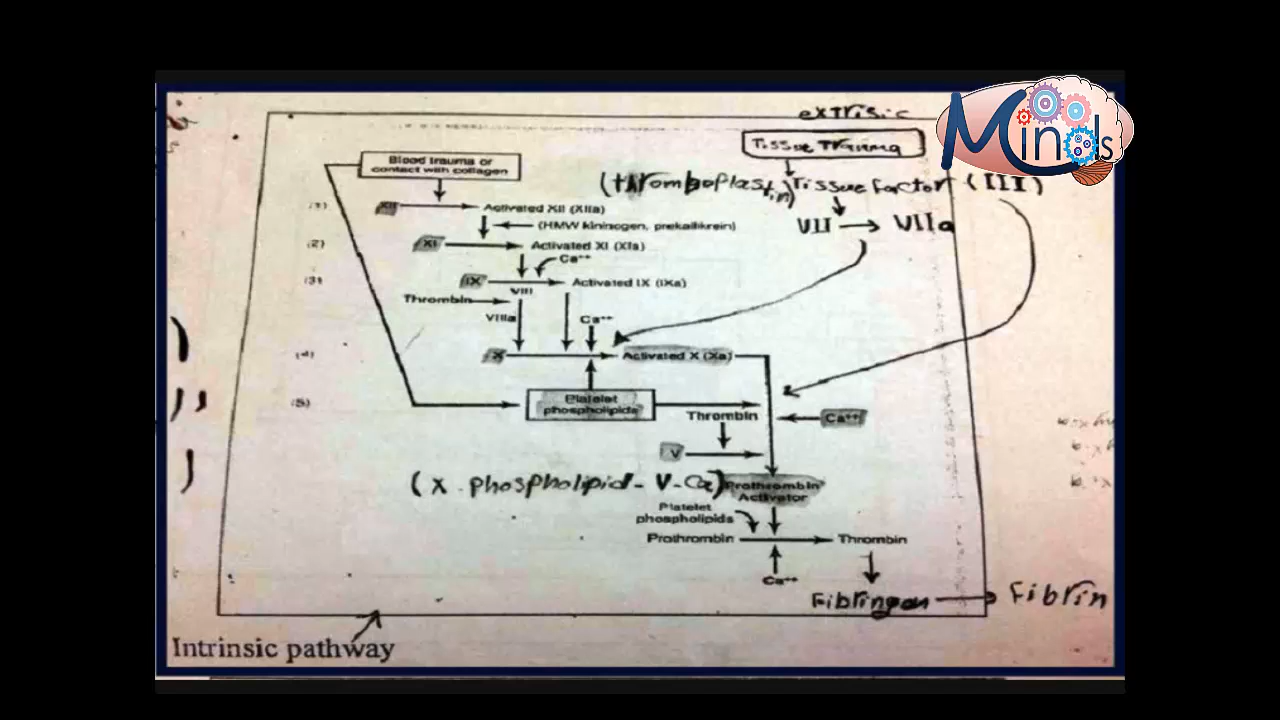 extrisic
Minds
Tissue Trauma
Blood trauma or
contact with collagen
(thromboplastin) Tissue factor (III)
(1) XII Activated XII (XIIa)
(HMW kininogen, prekallikrein)
VII VIIa
(2) XI Activated XI (XIa)
Ca++
(3) IX Activated IX (IXa)
VIII
Thrombin
VIIIa Ca++
(4) X Activated X (Xa)
(5) Platelet
phospholipids
Thrombin Ca++
V
(X - phospholipid - V - Ca) Prothrombin
Activator
Platelet
phospholipids
Prothrombin Thrombin
Ca++
Fibringen Fibrin
Intrinsic pathway